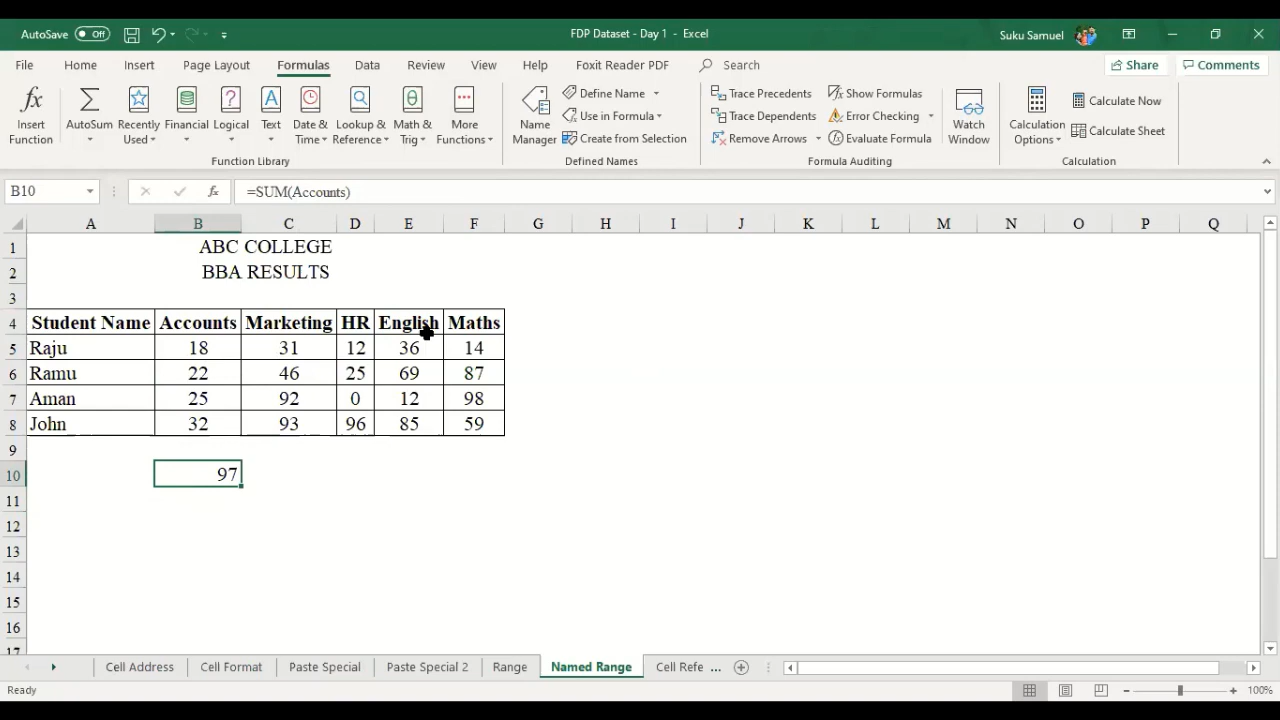 AutoSave Off FDP Dataset - Day 1 - Excel Suku Samuel
File Home Insert Page Layout Formulas Data Review View Help Foxit Reader PDF Search Share Comments
Insert Function
AutoSum
Recently Used
Financial
Logical
Text
Date & Time
Lookup & Reference
Math & Trig
More Functions
Function Library
Name Manager
Define Name
Use in Formula
Create from Selection
Defined Names
Trace Precedents
Trace Dependents
Remove Arrows
Show Formulas
Error Checking
Evaluate Formula
Formula Auditing
Watch Window
Calculation Options
Calculate Now
Calculate Sheet
Calculation
B10 fx =SUM(Accounts)
A B C D E F G H I J K L M N O P Q
1 ABC COLLEGE
2 BBA RESULTS
3
4 Student Name Accounts Marketing HR English Maths
5 Raju 18 31 12 36 14
6 Ramu 22 46 25 69 87
7 Aman 25 92 0 12 98
8 John 32 93 96 85 59
9
10 97
11
12
13
14
15
16
17
Cell Address Cell Format Paste Special Paste Special 2 Range Named Range Cell Refe ...
Ready 100%